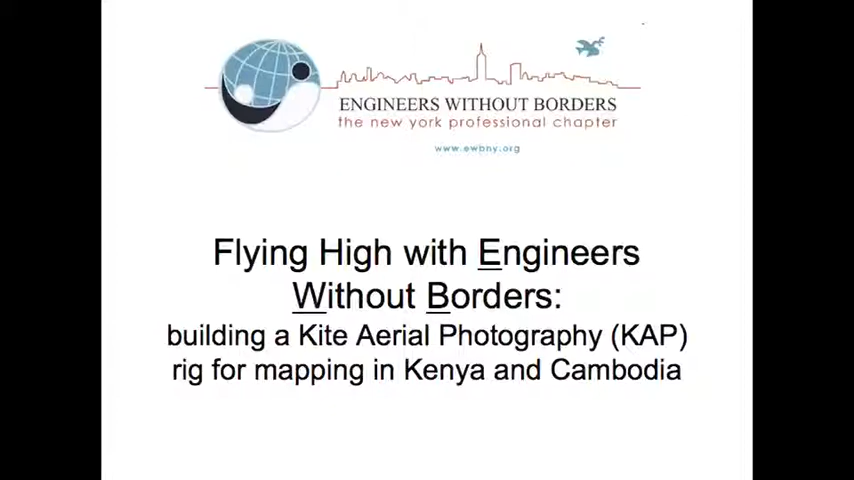 ENGINEERS WITHOUT BORDERS
the new york professional chapter
www.ewbny.org
Flying High with Engineers
Without Borders:
building a Kite Aerial Photography (KAP)
rig for mapping in Kenya and Cambodia